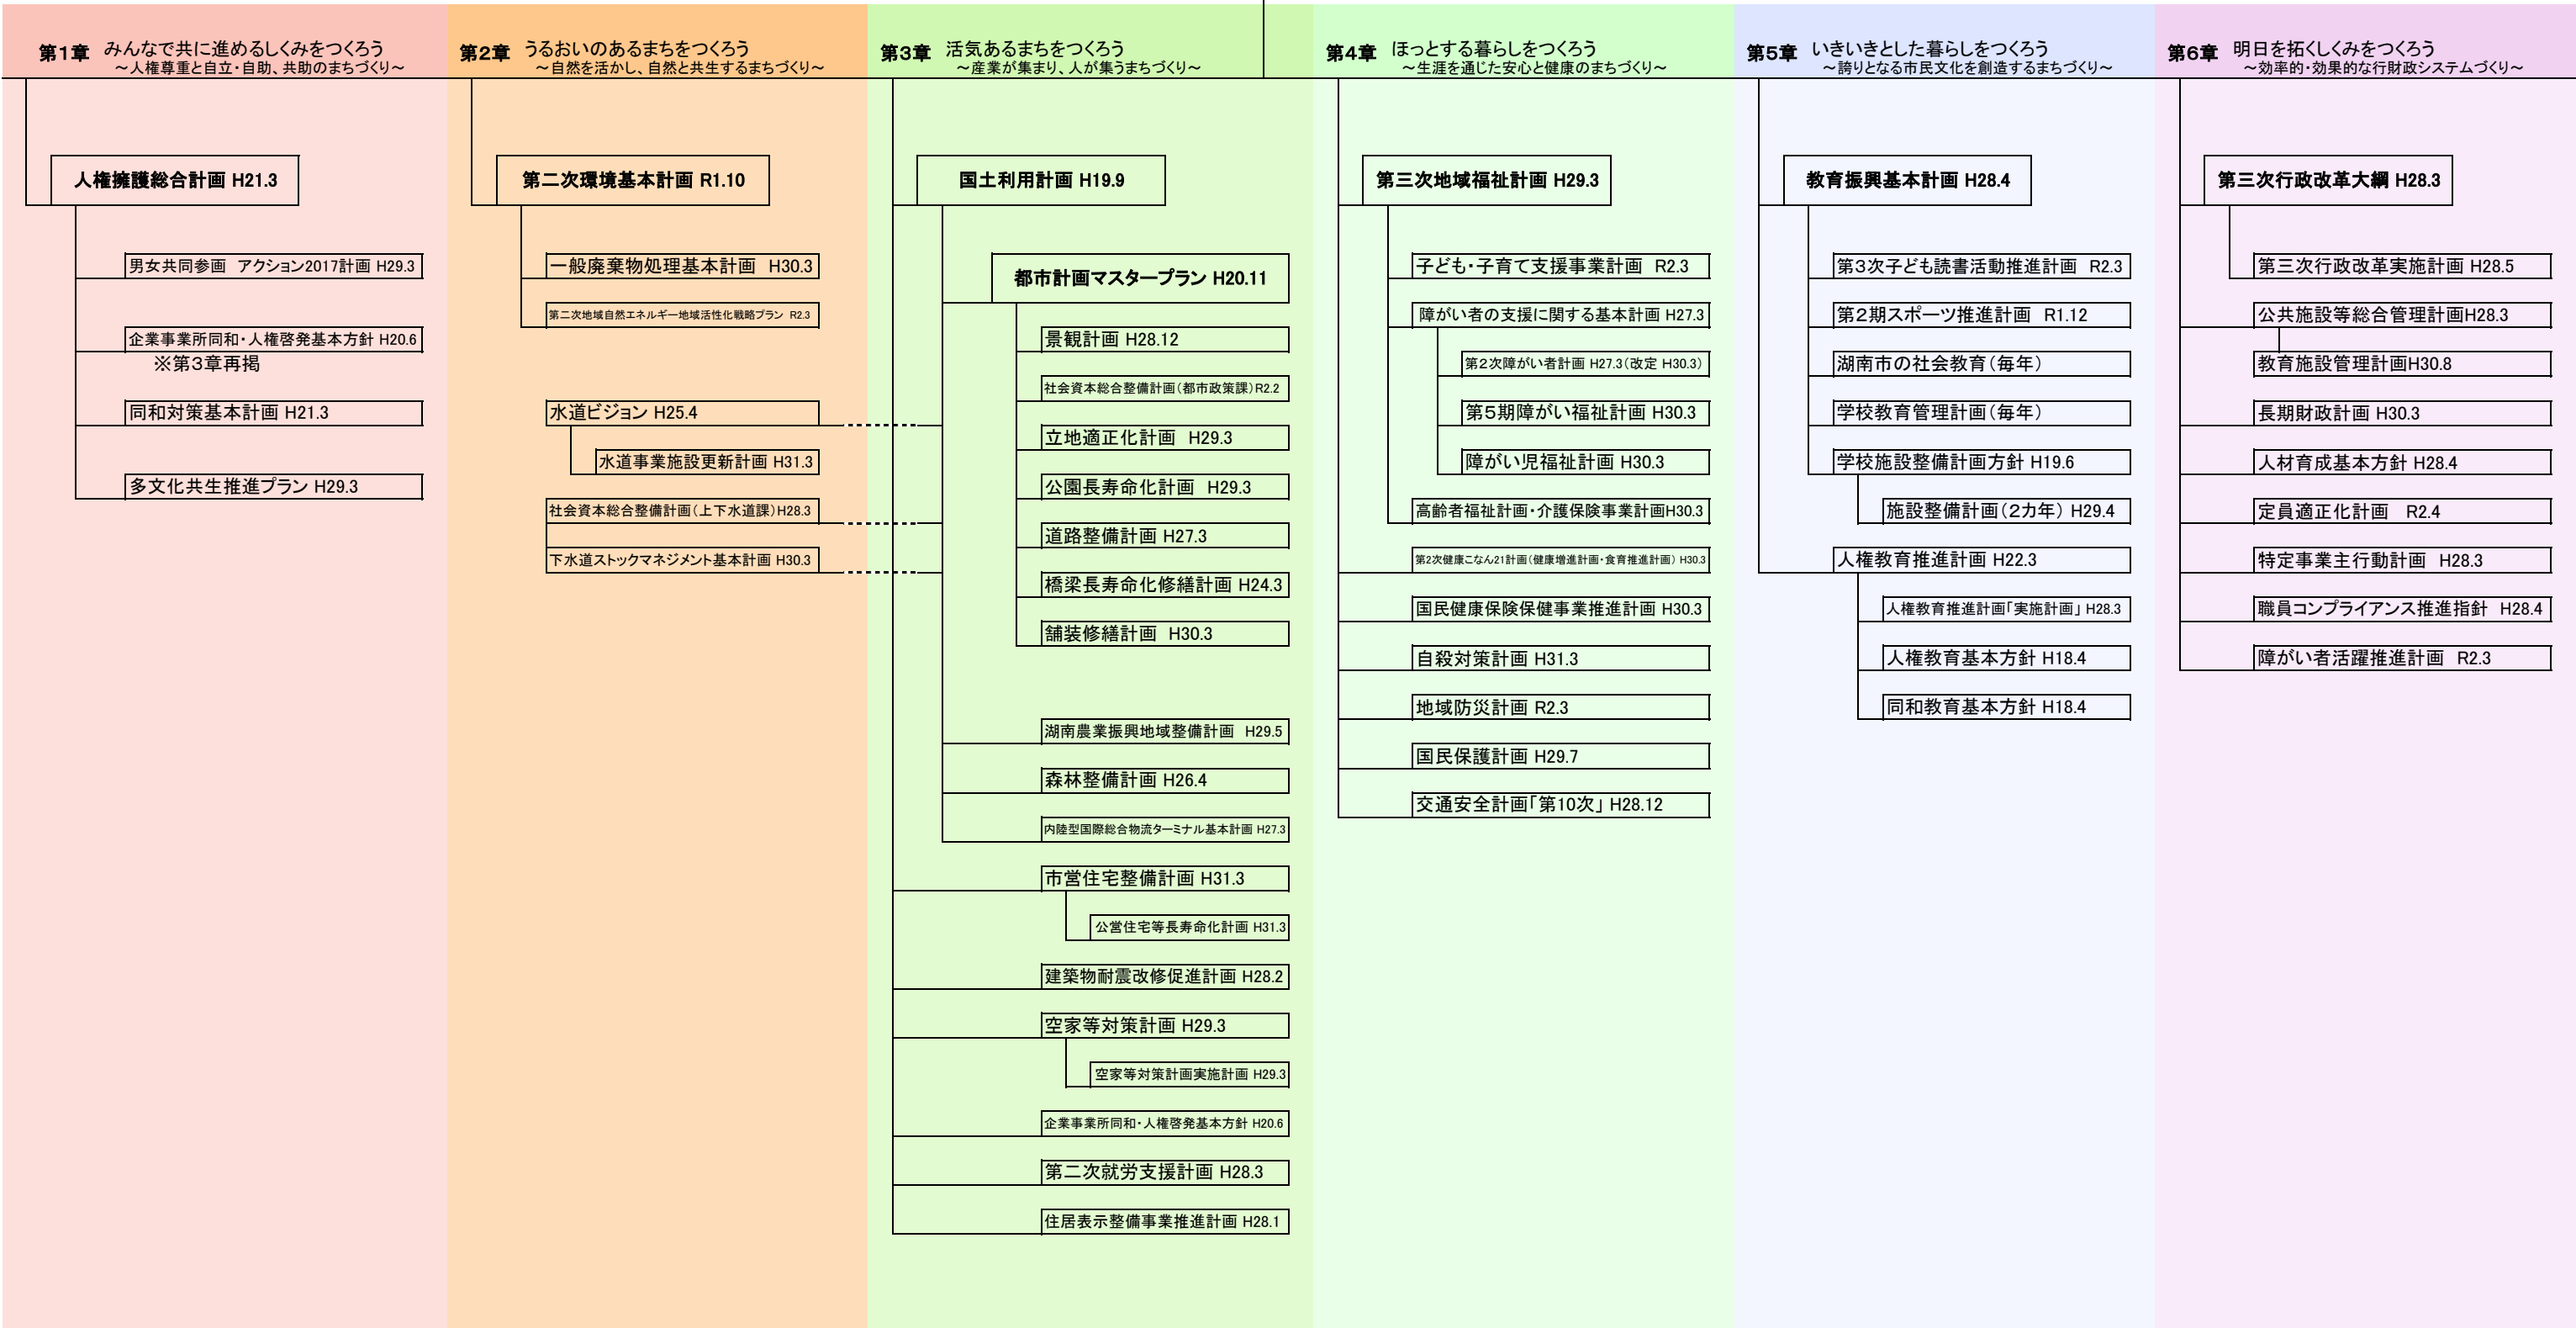 第1章 みんなで共に進めるしくみをつくろう
～人権尊重と自立・自助、共助のまちづくり～
人権擁護総合計画 H21.3
男女共同参画　アクション2017計画 H29.3
企業事業所同和・人権啓発基本方針 H20.6
※第3章再掲
同和対策基本計画 H21.3
多文化共生推進プラン H29.3
第2章 うるおいのあるまちをつくろう
～自然を活かし、自然と共生するまちづくり～
第二次環境基本計画 R1.10
一般廃棄物処理基本計画　H30.3
第二次地域自然エネルギー地域活性化戦略プラン　R2.3
水道ビジョン H25.4
水道事業施設更新計画 H31.3
社会資本総合整備計画（上下水道課）H28.3
下水道ストックマネジメント基本計画 H30.3
第3章 活気あるまちをつくろう
～産業が集まり、人が集うまちづくり～
国土利用計画 H19.9
都市計画マスタープラン H20.11
景観計画 H28.12
社会資本総合整備計画（都市政策課）R2.2
立地適正化計画　H29.3
公園長寿命化計画　H29.3
道路整備計画　H27.3
橋梁長寿命化修繕計画 H24.3
舗装修繕計画　H30.3
湖南農業振興地域整備計画　H29.5
森林整備計画 H26.4
内陸型国際総合物流ターミナル基本計画 H27.3
市営住宅整備計画 H31.3
公営住宅等長寿命化計画 H31.3
建築物耐震改修促進計画 H28.2
空家等対策計画 H29.3
空家等対策計画実施計画 H29.3
企業事業所同和・人権啓発基本方針 H20.6
第二次就労支援計画 H28.3
住居表示整備事業推進計画 H28.1
第4章 ほっとする暮らしをつくろう
～生涯を通じた安心と健康のまちづくり～
第三次地域福祉計画 H29.3
子ども・子育て支援事業計画　R2.3
障がい者の支援に関する基本計画 H27.3
第2次障がい者計画 H27.3（改定 H30.3）
第5期障がい福祉計画 H30.3
障がい児福祉計画 H30.3
高齢者福祉計画・介護保険事業計画H30.3
第2次健康こなん21計画（健康増進計画・食育推進計画） H30.3
国民健康保険保健事業推進計画 H30.3
自殺対策計画 H31.3
地域防災計画 R2.3
国民保護計画 H29.7
交通安全計画「第10次」 H28.12
第5章 いきいきとした暮らしをつくろう
～誇りとなる市民文化を創造するまちづくり～
教育振興基本計画 H28.4
第3次子ども読書活動推進計画　R2.3
第2期スポーツ推進計画　R1.12
湖南市の社会教育（毎年）
学校教育管理計画（毎年）
学校施設整備計画方針 H19.6
施設整備計画（2カ年） H29.4
人権教育推進計画 H22.3
人権教育推進計画「実施計画」 H28.3
人権教育基本方針 H18.4
同和教育基本方針 H18.4
第6章 明日を拓くしくみをつくろう
～効率的・効果的な行財政システムづくり～
第三次行政改革大綱 H28.3
第三次行政改革実施計画 H28.5
公共施設等総合管理計画H28.3
教育施設管理計画H30.8
長期財政計画 H30.3
人材育成基本方針 H28.4
定員適正化計画　R2.4
特定事業主行動計画　H28.3
職員コンプライアンス推進指針　H28.4
障がい者活躍推進計画　R2.3